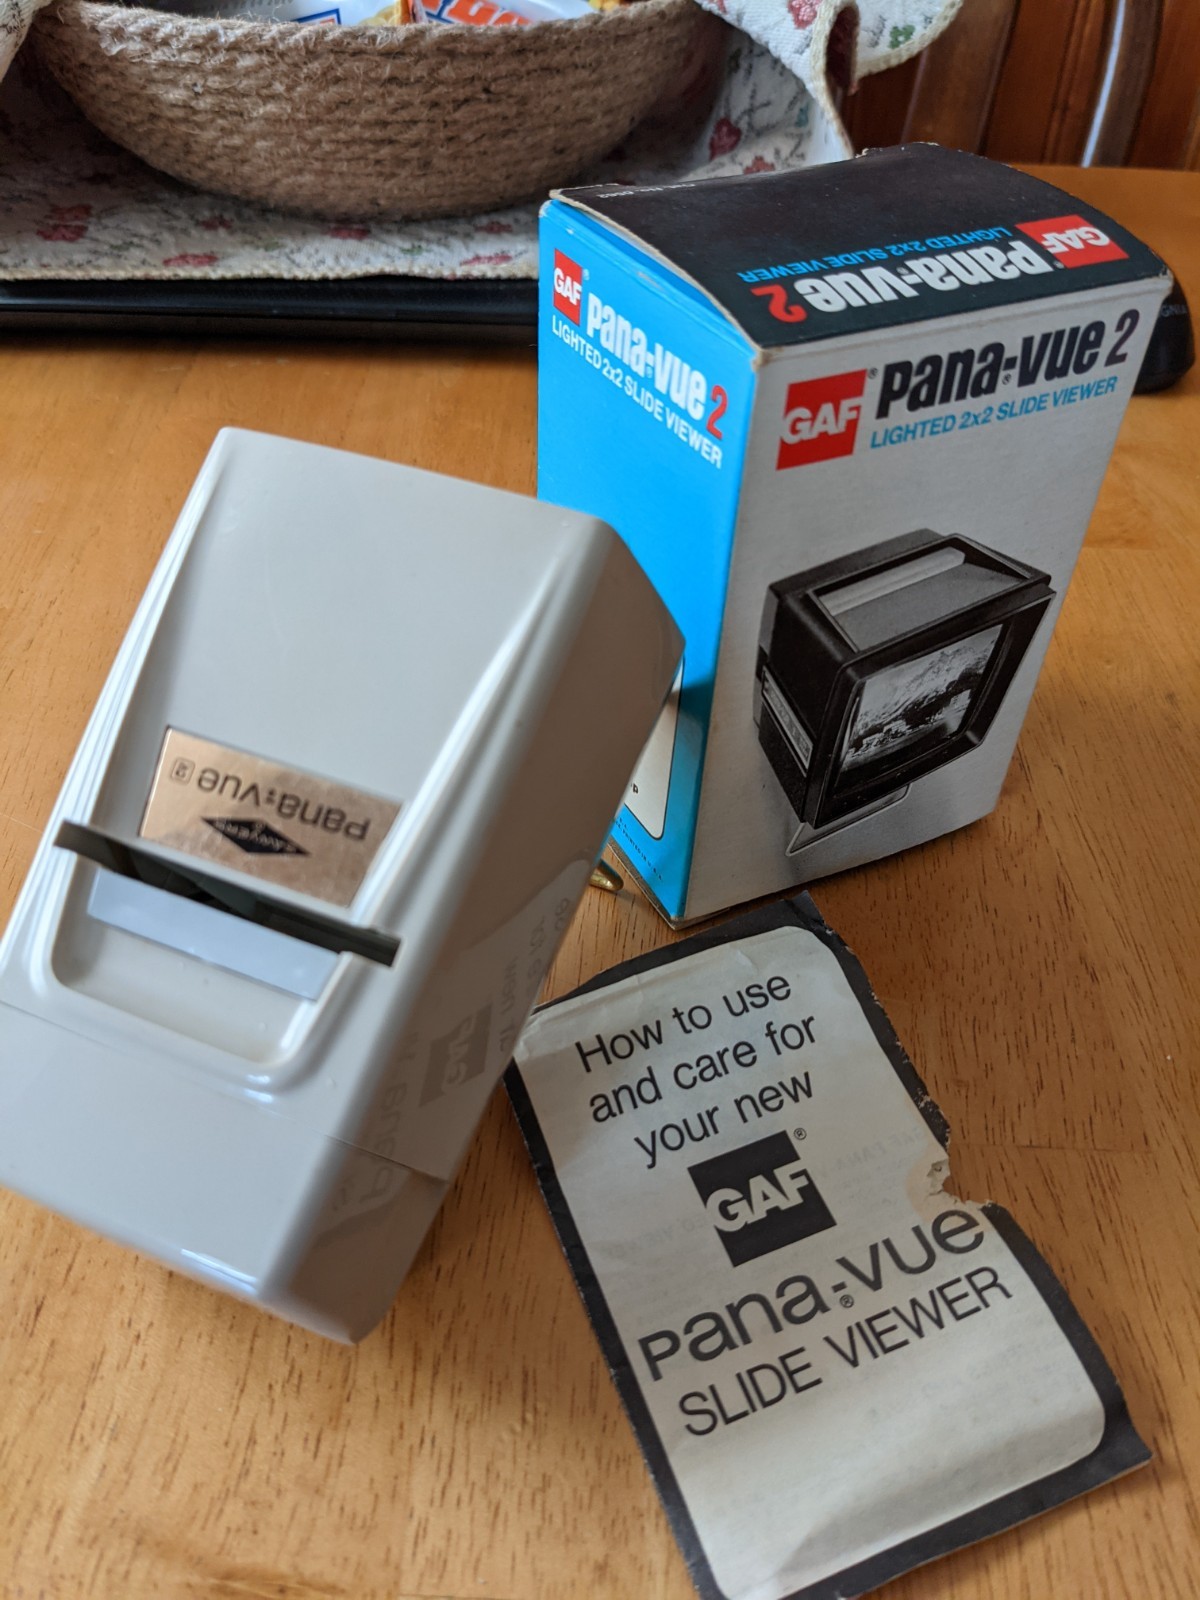 GAF® pana-vue 2
LIGHTED 2x2 SLIDE VIEWER
GAF® pana-vue 2
LIGHTED 2x2 SLIDE VIEWER
GAF® pana-vue 2
LIGHTED 2x2 SLIDE VIEWER
SAWYER'S
pana-vue 2
How to use
and care for
your new
GAF®
pana-vue®
SLIDE VIEWER